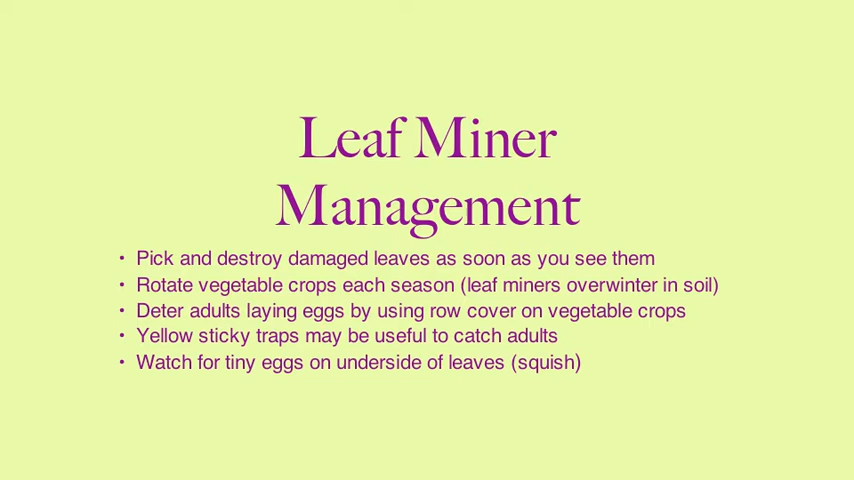 Leaf Miner
Management
• Pick and destroy damaged leaves as soon as you see them
• Rotate vegetable crops each season (leaf miners overwinter in soil)
• Deter adults laying eggs by using row cover on vegetable crops
• Yellow sticky traps may be useful to catch adults
• Watch for tiny eggs on underside of leaves (squish)